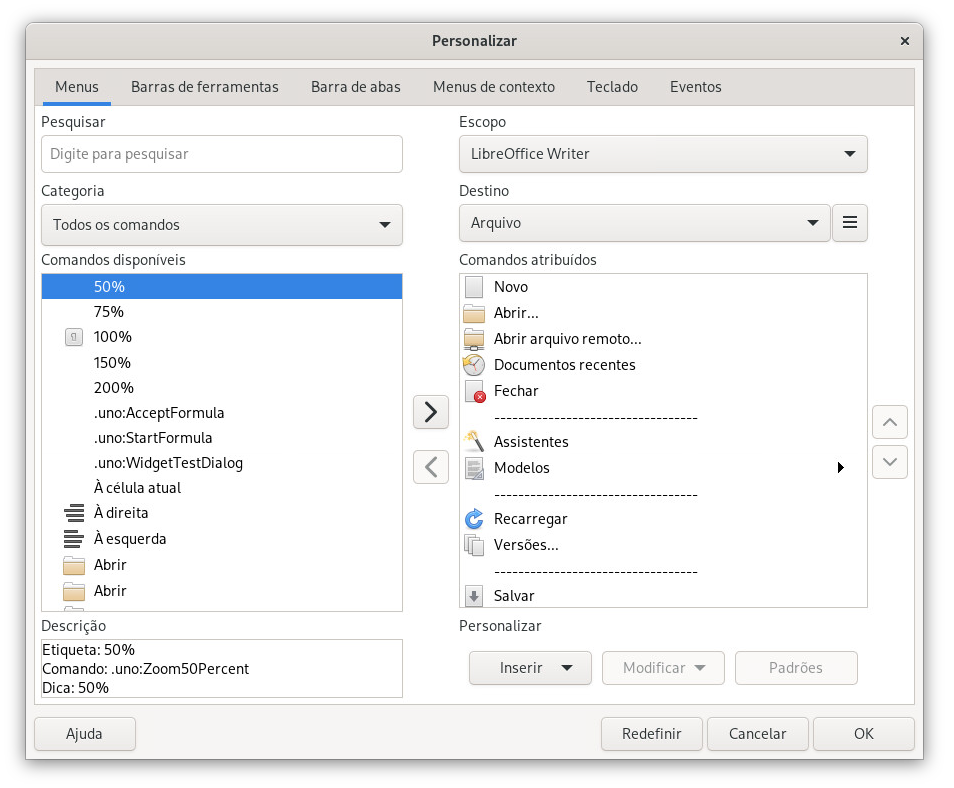 Personalizar
Menus Barras de ferramentas Barra de abas Menus de contexto Teclado Eventos
Pesquisar
Digite para pesquisar
Categoria
Todos os comandos
Comandos disponíveis
50%
75%
100%
150%
200%
.uno:AcceptFormula
.uno:StartFormula
.uno:WidgetTestDialog
À célula atual
À direita
À esquerda
Abrir
Abrir
Descrição
Etiqueta: 50%
Comando: .uno:Zoom50Percent
Dica: 50%
Escopo
LibreOffice Writer
Destino
Arquivo
Comandos atribuídos
Novo
Abrir...
Abrir arquivo remoto...
Documentos recentes
Fechar
----------------------------------
Assistentes
Modelos
----------------------------------
Recarregar
Versões...
----------------------------------
Salvar
Personalizar
Inserir Modificar Padrões
Ajuda Redefinir Cancelar OK